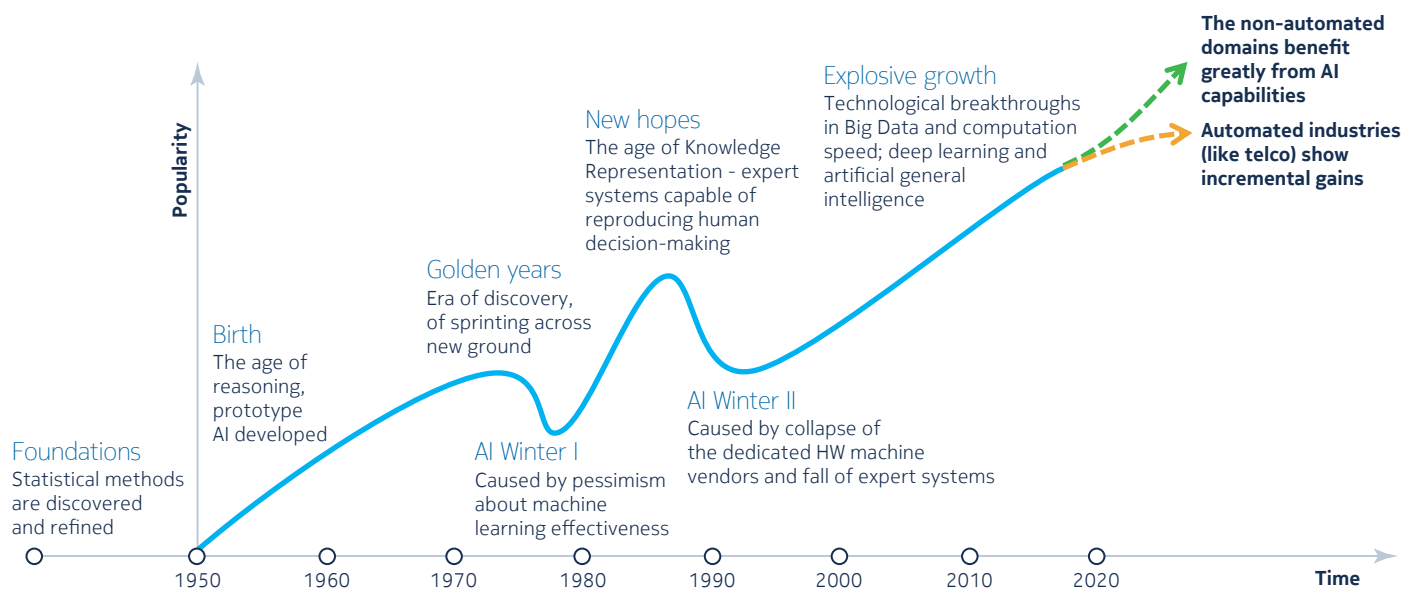 Popularity
Foundations
Statistical methods
are discovered
and refined
Birth
The age of
reasoning,
prototype
AI developed
Golden years
Era of discovery,
of sprinting across
new ground
AI Winter I
Caused by pessimism
about machine
learning effectiveness
New hopes
The age of Knowledge
Representation - expert
systems capable of
reproducing human
decision-making
AI Winter II
Caused by collapse of
the dedicated HW machine
vendors and fall of expert systems
Explosive growth
Technological breakthroughs
in Big Data and computation
speed; deep learning and
artificial general
intelligence
The non-automated
domains benefit
greatly from AI
capabilities
Automated industries
(like telco) show
incremental gains
1950
1960
1970
1980
1990
2000
2010
2020
Time